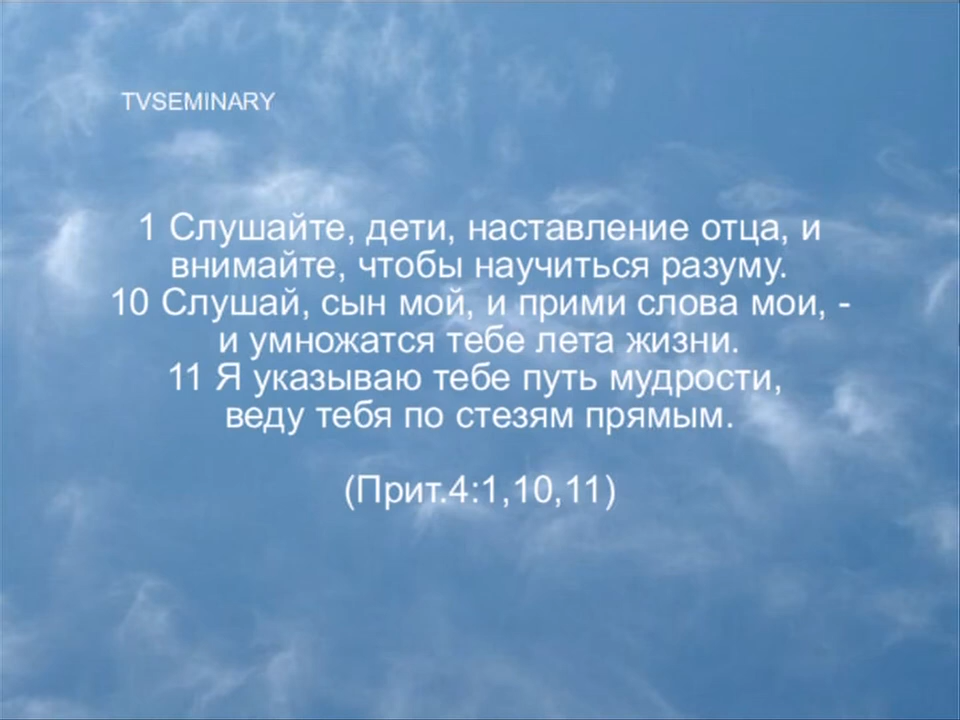 TVSEMINARY
1 Слушайте, дети, наставление отца, и
внимайте, чтобы научиться разуму.
10 Слушай, сын мой, и прими слова мои, -
и умножатся тебе лета жизни.
11 Я указываю тебе путь мудрости,
веду тебя по стезям прямым.
(Прит.4:1,10,11)